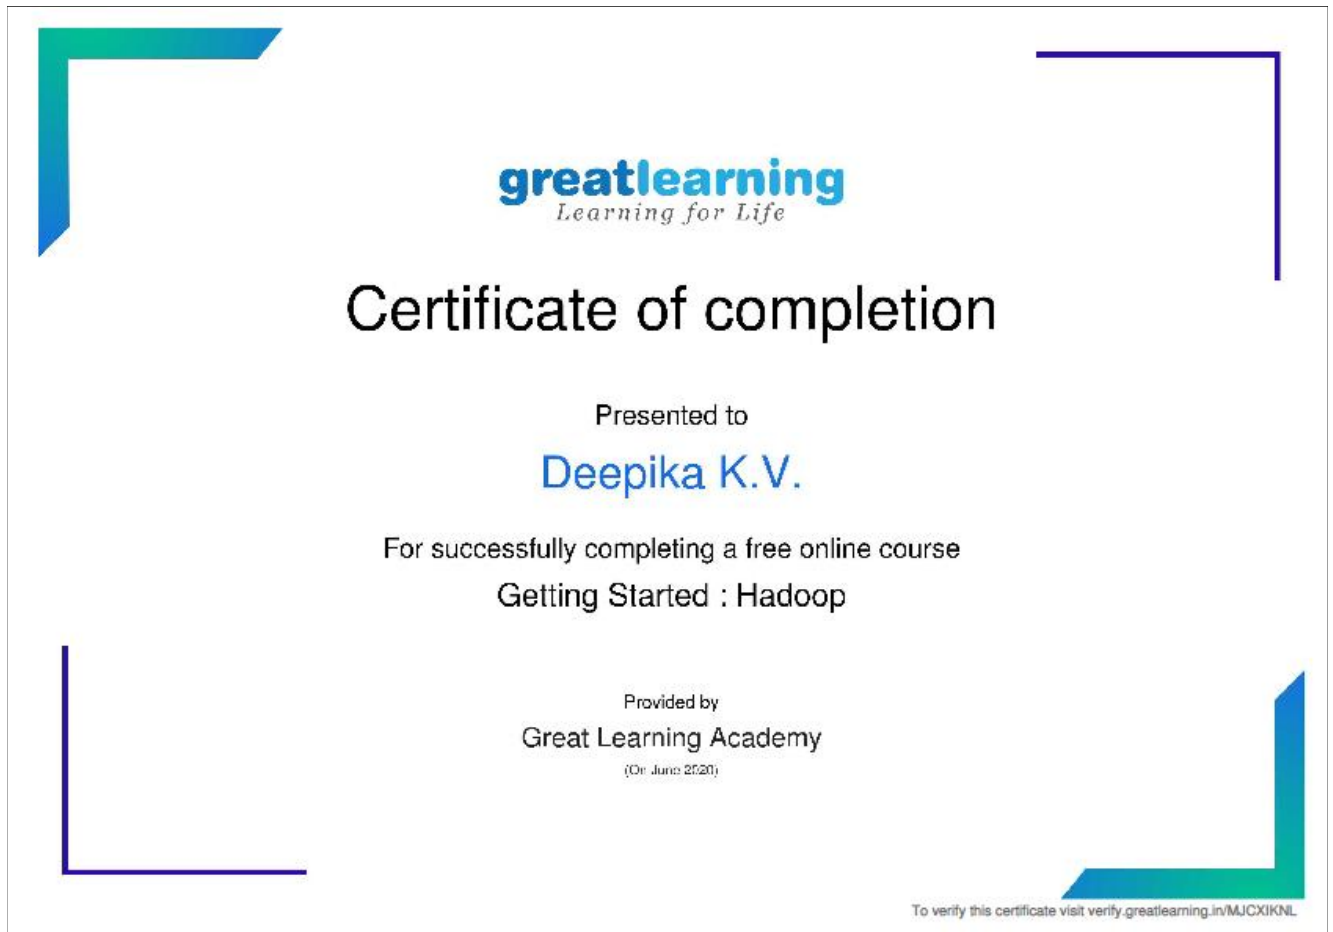 greatlearning
Learning for Life
Certificate of completion
Presented to
Deepika K.V.
For successfully completing a free online course
Getting Started : Hadoop
Provided by
Great Learning Academy
(On June 2020)
To verify this certificate visit verify.greatlearning.in/MJCXIKNL